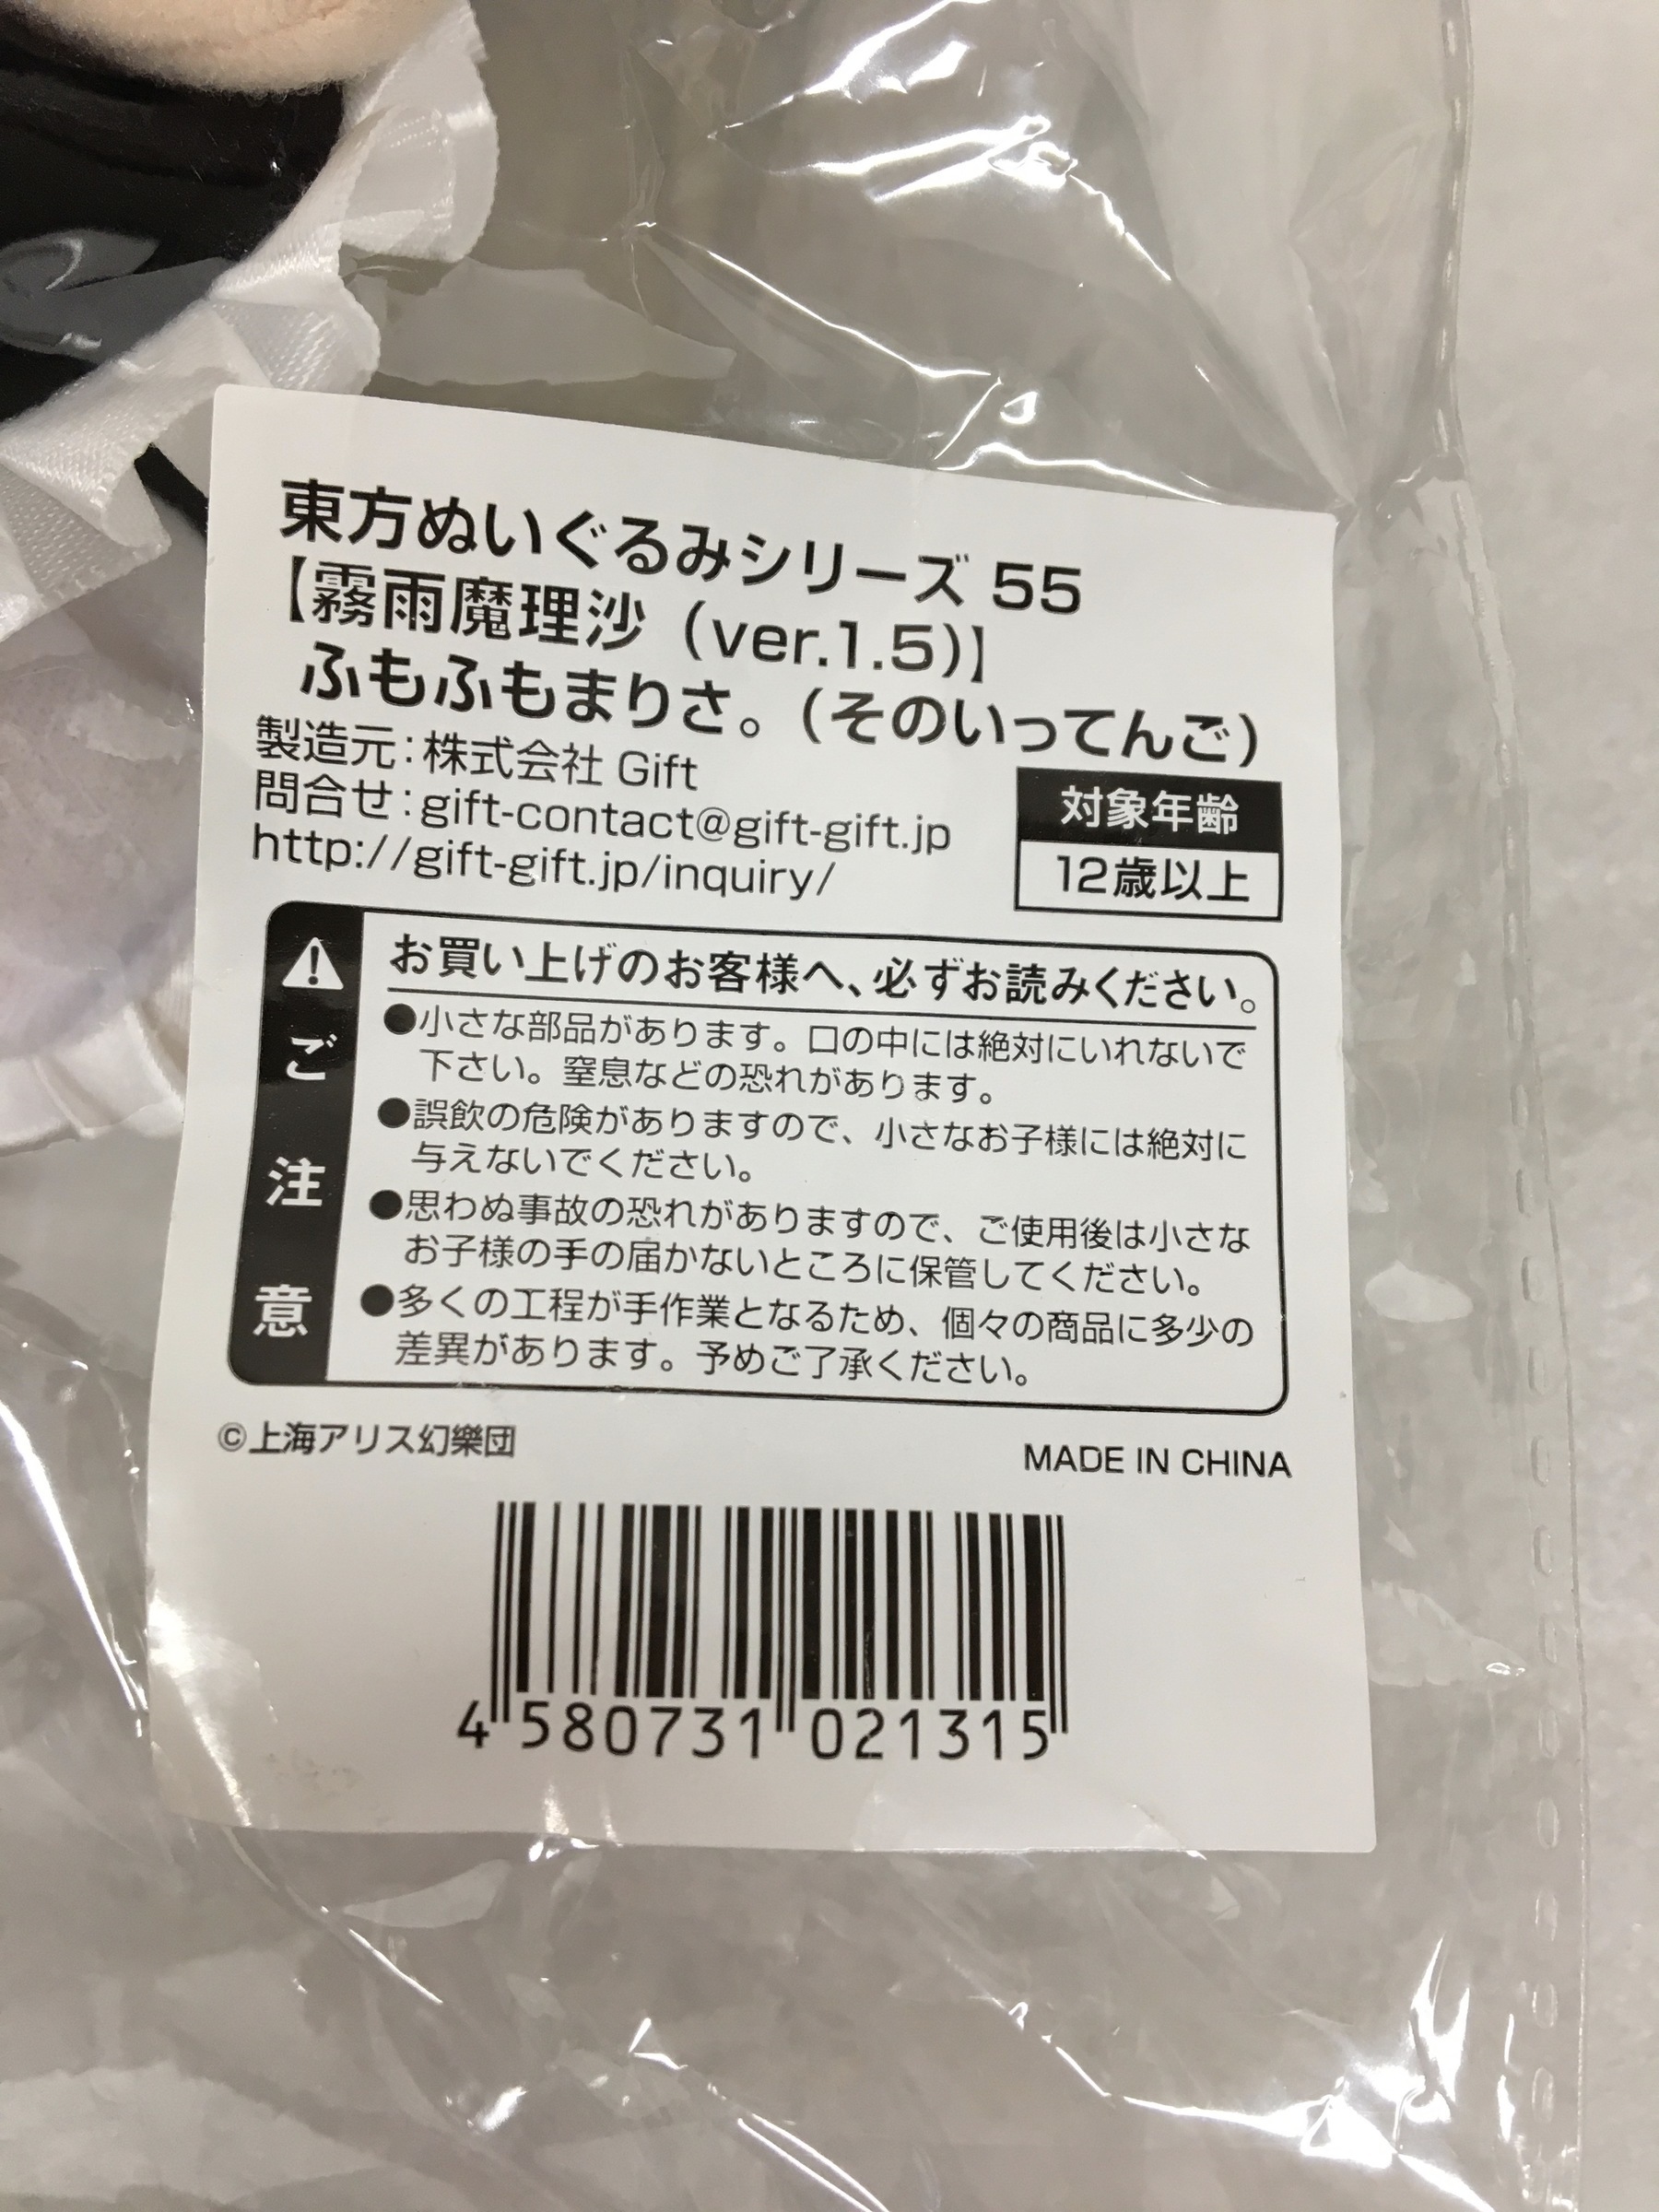 東方ぬいぐるみシリーズ 55
【霧雨魔理沙（ver.1.5)】
ふもふもまりさ。（そのいってんご）
製造元：株式会社 Gift
問合せ：gift-contact@gift-gift.jp
http://gift-gift.jp/inquiry/
対象年齢
12歳以上
ご注意
お買い上げのお客様へ、必ずお読みください。
●小さな部品があります。口の中には絶対にいれないで
下さい。窒息などの恐れがあります。
●誤飲の危険がありますので、小さなお子様には絶対に
与えないでください。
●思わぬ事故の恐れがありますので、ご使用後は小さな
お子様の手の届かないところに保管してください。
●多くの工程が手作業となるため、個々の商品に多少の
差異があります。予めご了承ください。
©上海アリス幻樂団
MADE IN CHINA
4 580731 021315